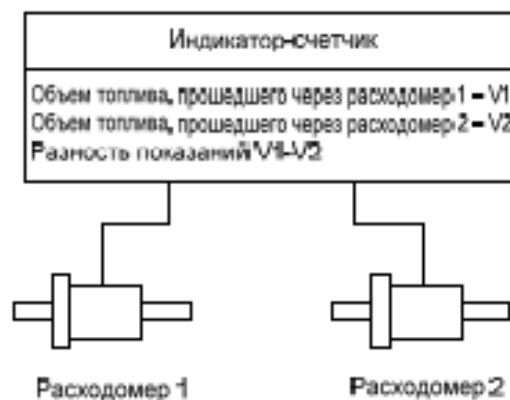 Индикатор-счетчик
Объем топлива, прошедшего через расходомер 1 – V1
Объем топлива, прошедшего через расходомер 2 – V2
Разность показаний V1-V2
Расходомер 1
Расходомер 2